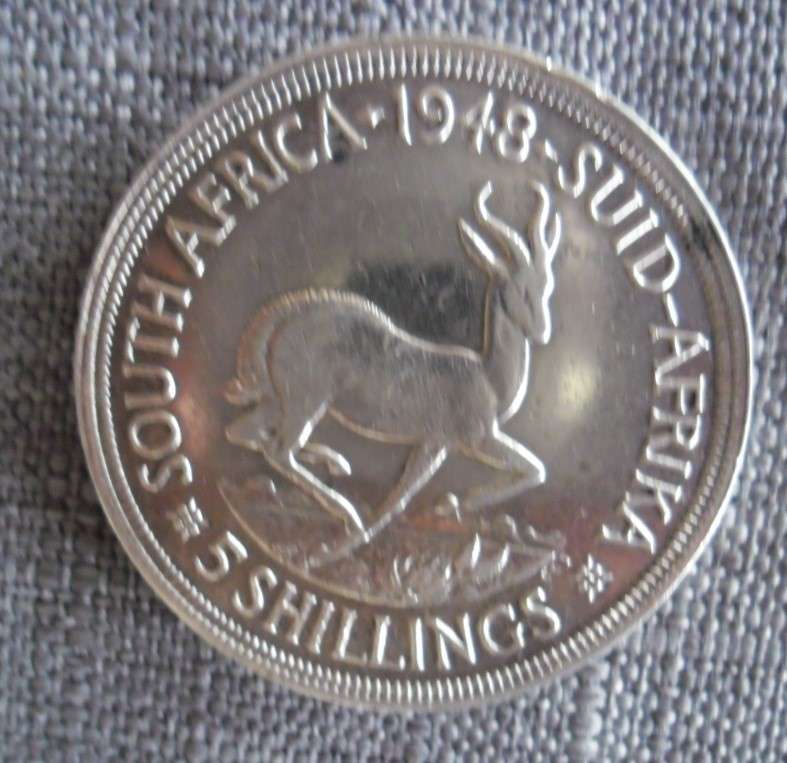 SOUTH AFRICA · 1948 · SUID-AFRIKA
5 SHILLINGS